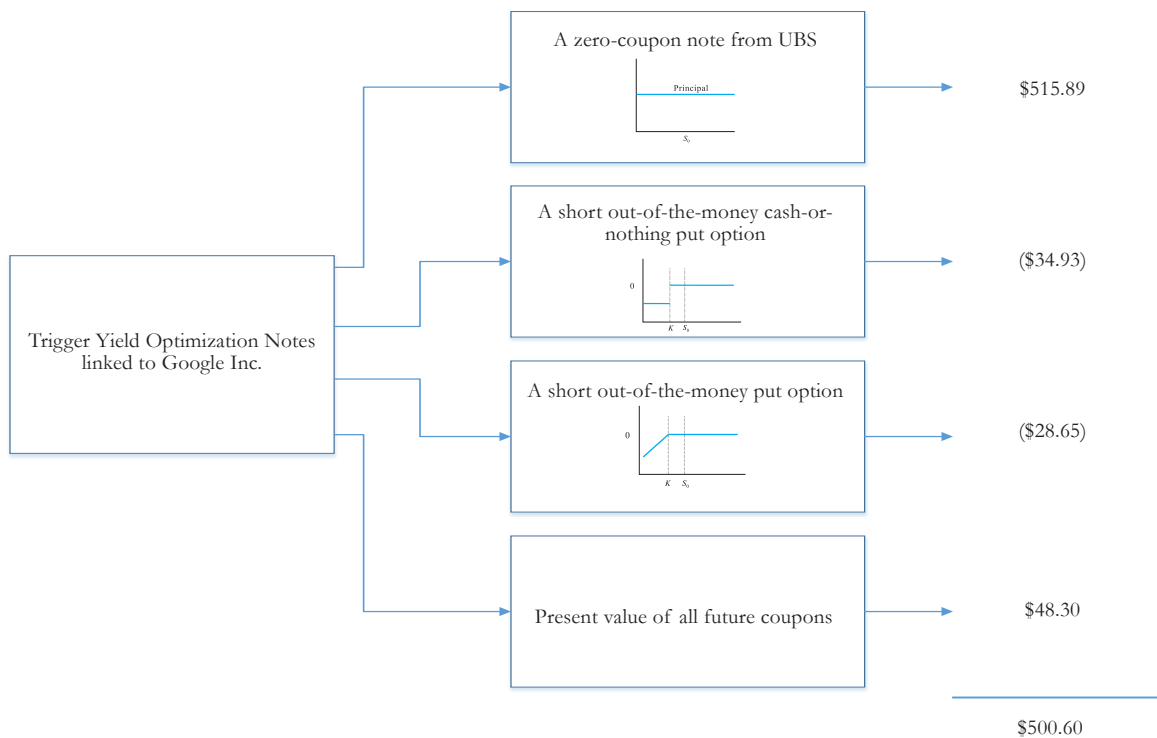 A zero-coupon note from UBS
Principal
S0
$515.89
A short out-of-the-money cash-or-
nothing put option
0
K
S0
($34.93)
Trigger Yield Optimization Notes
linked to Google Inc.
A short out-of-the-money put option
0
K
S0
($28.65)
Present value of all future coupons
$48.30
$500.60